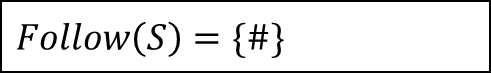 Follow(S) = {#}